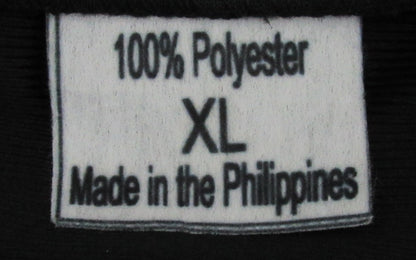 100% Polyester
XL
Made in the Philippines